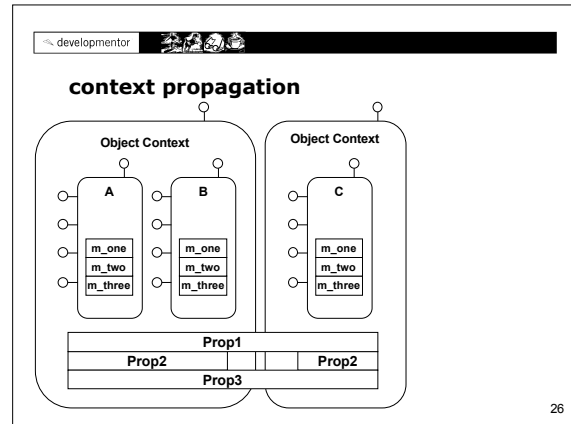 developmentor
context propagation
Object Context
Object Context
A
B
C
m_one
m_two
m_three
m_one
m_two
m_three
m_one
m_two
m_three
Prop1
Prop2
Prop2
Prop3
26